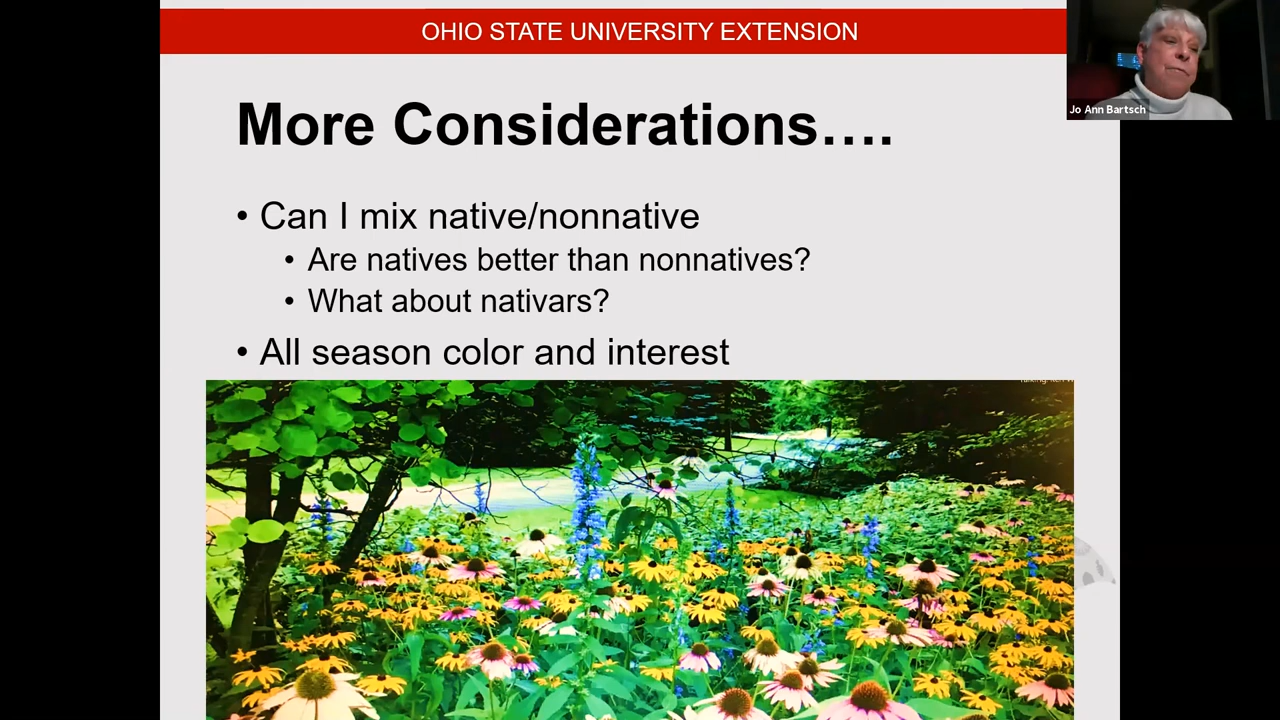 OHIO STATE UNIVERSITY EXTENSION
Jo Ann Bartsch
More Considerations….
• Can I mix native/nonnative
• Are natives better than nonnatives?
• What about nativars?
• All season color and interest